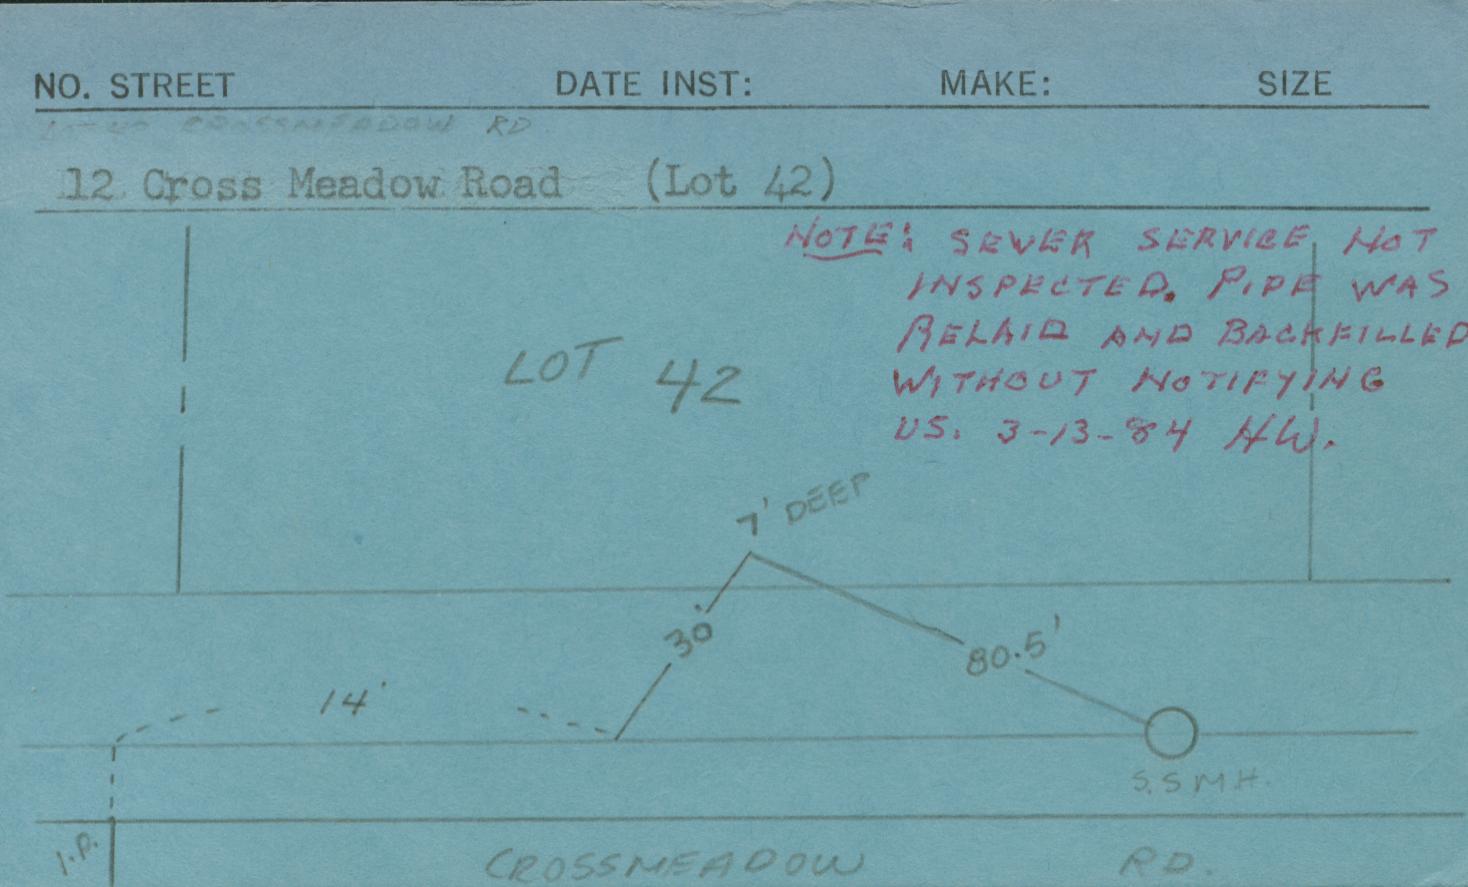 NO. STREET DATE INST: MAKE: SIZE
CROSSMEADOW RD.
12 Cross Meadow Road (Lot 42)
NOTE: SEWER SERVICE NOT
INSPECTED. PIPE WAS
RELAID AND BACKFILLED
WITHOUT NOTIFYING
US. 3-13-84 HW.
LOT 42
7' DEEP
30'
80.5'
14'
S.S M.H.
I.P.
CROSSMEADOW RD.